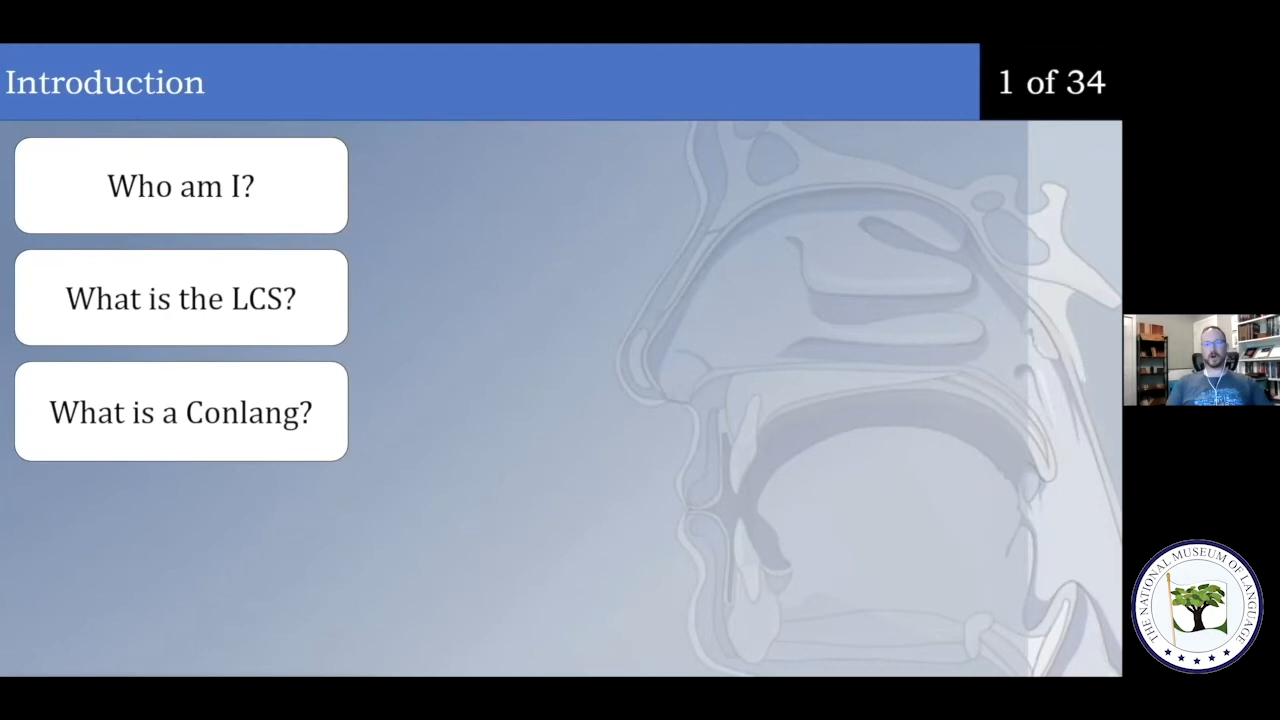 Introduction
1 of 34
Who am I?
What is the LCS?
What is a Conlang?
THE NATIONAL MUSEUM OF LANGUAGE